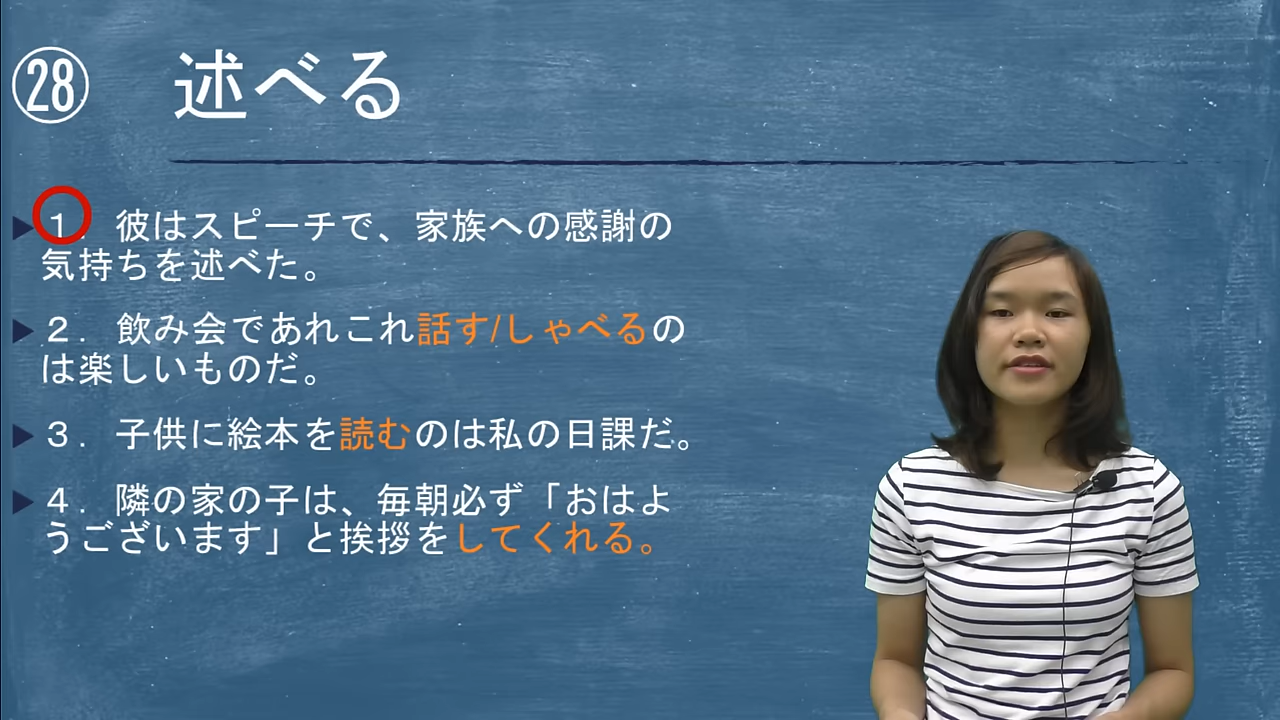 ㉘ 述べる
１． 彼はスピーチで、家族への感謝の
気持ちを述べた。
２． 飲み会であれこれ話す/しゃべるの
は楽しいものだ。
３． 子供に絵本を読むのは私の日課だ。
４． 隣の家の子は、毎朝必ず「おはよ
うございます」と挨拶をしてくれる。